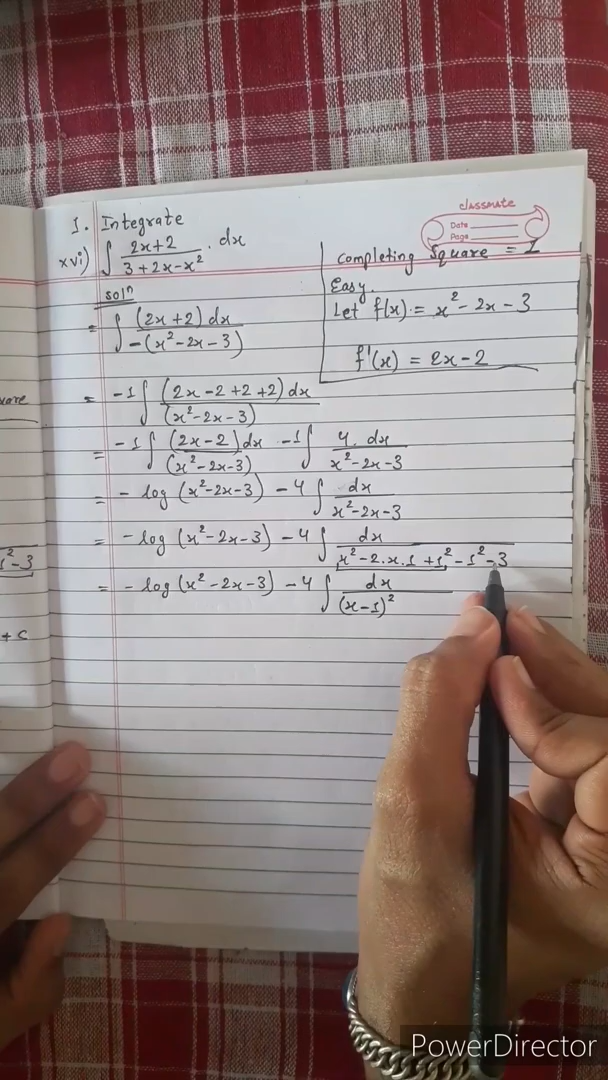 classmate
Date
Page
1. Integrate
xvi) ∫ 2x+2 / 3+2x-x² . dx
Completing Square = 1
Easy.
Let f(x) = x² - 2x - 3
f'(x) = 2x - 2
solⁿ
= ∫ (2x+2) dx / -(x²-2x-3)
= -1 ∫ (2x-2+2+2) dx / (x²-2x-3)
= -1 ∫ (2x-2) dx / (x²-2x-3) -1 ∫ 4. dx / x²-2x-3
= - log (x²-2x-3) - 4 ∫ dx / x²-2x-3
= - log (x²-2x-3) - 4 ∫ dx / x²-2.x.1+1²-1²-3
= - log (x²-2x-3) - 4 ∫ dx / (x-1)²
²-3
+ c
PowerDirector